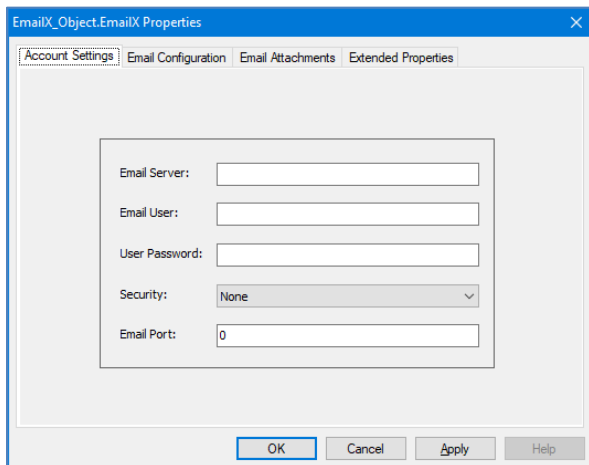 EmailX_Object.EmailX Properties
Account Settings Email Configuration Email Attachments Extended Properties
Email Server:
Email User:
User Password:
Security: None
Email Port: 0
OK Cancel Apply Help